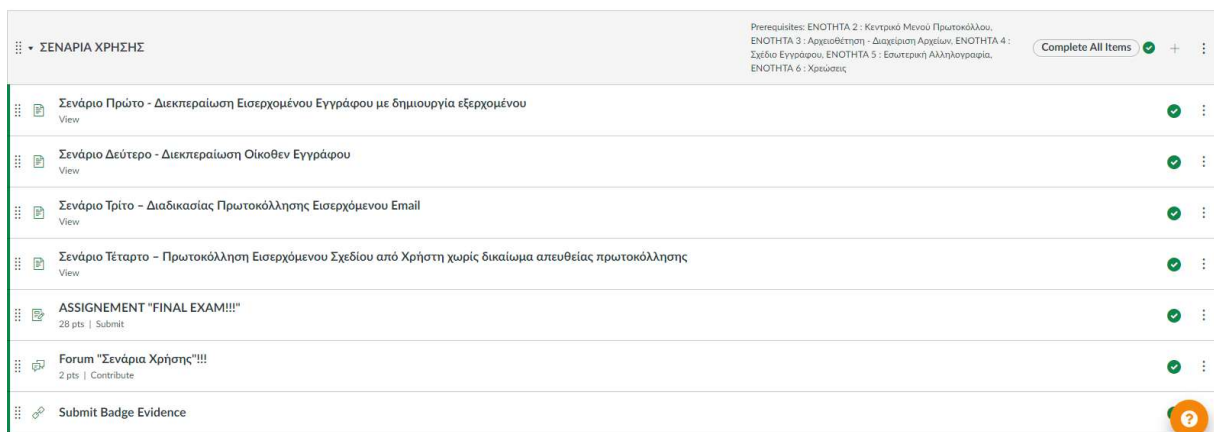 ΣΕΝΑΡΙΑ ΧΡΗΣΗΣ
Prerequisites: ΕΝΟΤΗΤΑ 2 : Κεντρικό Μενού Πρωτοκόλλου,
ΕΝΟΤΗΤΑ 3 : Αρχειοθέτηση - Διαχείριση Αρχείων, ΕΝΟΤΗΤΑ 4 :
Σχέδιο Εγγράφου, ΕΝΟΤΗΤΑ 5 : Εσωτερική Αλληλογραφία,
ΕΝΟΤΗΤΑ 6 : Χρεώσεις
Complete All Items
Σενάριο Πρώτο - Διεκπεραίωση Εισερχομένου Εγγράφου με δημιουργία εξερχομένου
View
Σενάριο Δεύτερο - Διεκπεραίωση Οίκοθεν Εγγράφου
View
Σενάριο Τρίτο – Διαδικασίας Πρωτοκόλλησης Εισερχόμενου Email
View
Σενάριο Τέταρτο – Πρωτοκόλληση Εισερχόμενου Σχεδίου από Χρήστη χωρίς δικαίωμα απευθείας πρωτοκόλλησης
View
ASSIGNEMENT "FINAL EXAM!!!"
28 pts | Submit
Forum "Σενάρια Χρήσης"!!!
2 pts | Contribute
Submit Badge Evidence